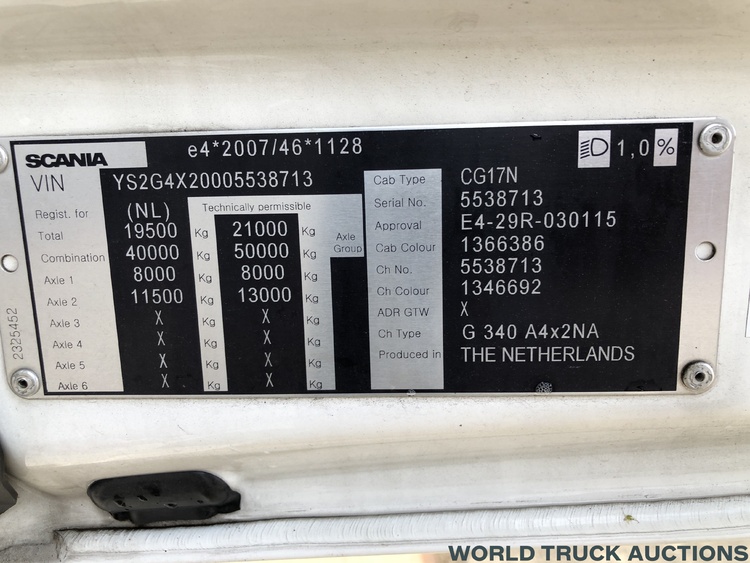 SCANIA e4*2007/46*1128 1,0%
VIN YS2G4X20005538713
Regist. for (NL) Technically permissible
Total 19500 Kg 21000 Kg Axle Group
Combination 40000 Kg 50000 Kg
Axle 1 8000 Kg 8000 Kg
Axle 2 11500 Kg 13000 Kg
Axle 3 X Kg X Kg
Axle 4 X Kg X Kg
Axle 5 X Kg X Kg
Axle 6 X Kg X Kg
Cab Type CG17N
Serial No. 5538713
Approval E4-29R-030115
Cab Colour 1366386
Ch No. 5538713
Ch Colour 1346692
ADR GTW X
Ch Type G 340 A4x2NA
Produced in THE NETHERLANDS
2325452
WORLD TRUCK AUCTIONS